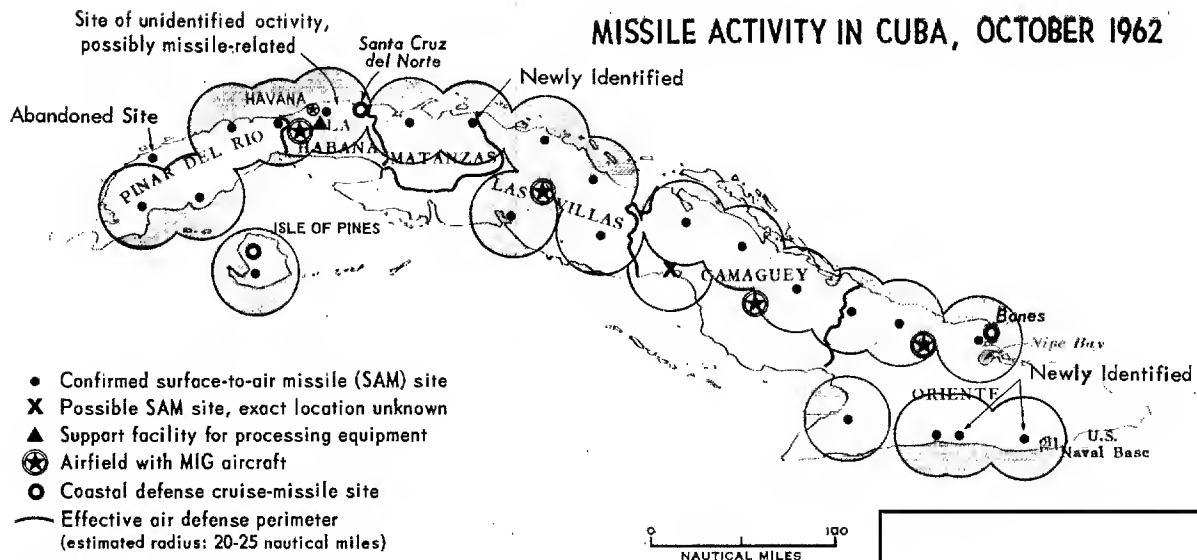 MISSILE ACTIVITY IN CUBA, OCTOBER 1962
Site of unidentified activity,
possibly missile-related
Santa Cruz
del Norte
Newly Identified
HAVANA
Abandoned Site
LA
HABANA
PINAR DEL RIO
MATANZAS
LAS VILLAS
ISLE OF PINES
CAMAGUEY
Banes
Nipe Bay
Newly Identified
ORIENTE
U.S.
Naval Base
Confirmed surface-to-air missile (SAM) site
X Possible SAM site, exact location unknown
Support facility for processing equipment
Airfield with MIG aircraft
Coastal defense cruise-missile site
Effective air defense perimeter
(estimated radius: 20-25 nautical miles)
0 100
NAUTICAL MILES